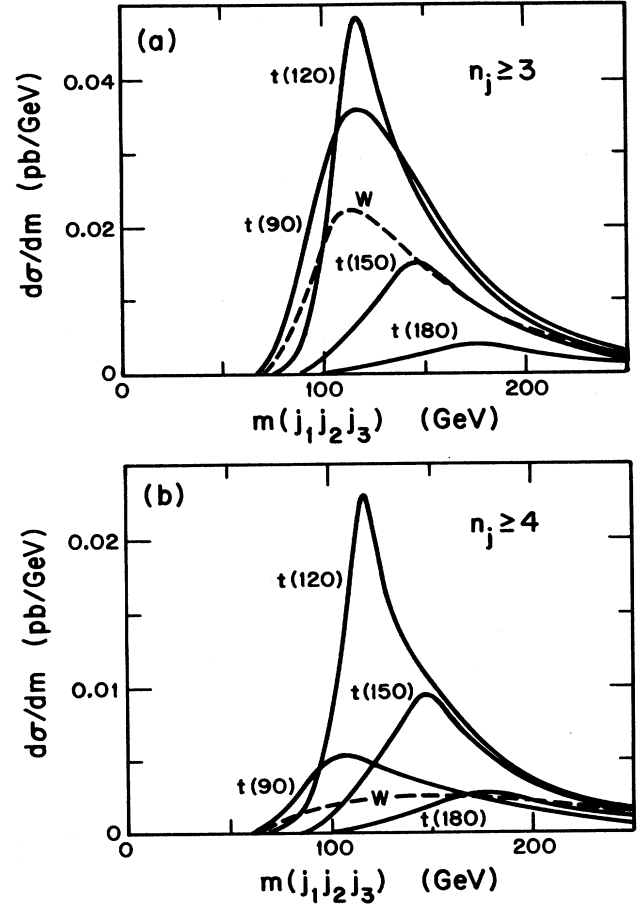 (a)
n_j ≥ 3
t(120)
0.04
dσ/dm (pb/GeV)
W
0.02
t(90)
t(150)
t(180)
0
0 100 200
m(j₁j₂j₃) (GeV)
(b)
n_j ≥ 4
0.02
t(120)
dσ/dm (pb/GeV)
0.01
t(150)
t(90)
W
t(180)
0
0 100 200
m(j₁j₂j₃) (GeV)